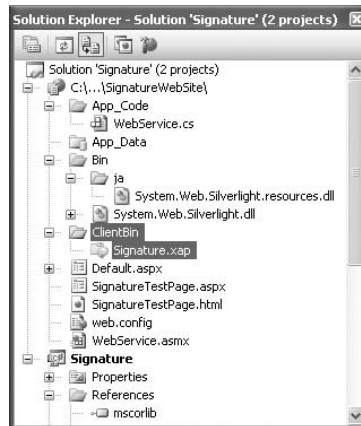 Solution Explorer - Solution 'Signature' (2 projects)
Solution 'Signature' (2 projects)
C:\...\SignatureWebSite\
App_Code
WebService.cs
App_Data
Bin
ja
System.Web.Silverlight.resources.dll
System.Web.Silverlight.dll
ClientBin
Signature.xap
Default.aspx
SignatureTestPage.aspx
SignatureTestPage.html
web.config
WebService.asmx
Signature
Properties
References
mscorlib